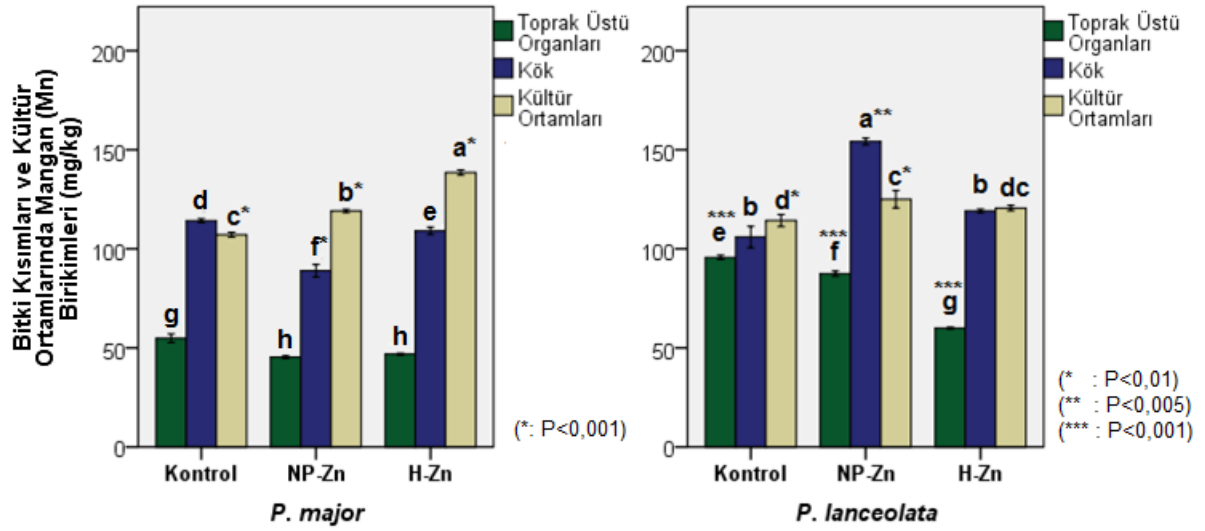 Bitki Kısımları ve Kültür
Ortamlarında Mangan (Mn)
Birikimleri (mg/kg)
200
150
100
50
0
g
d
c*
h
f*
b*
h
e
a*
Kontrol
NP-Zn
H-Zn
P. major
Toprak Üstü
Organları
Kök
Kültür
Ortamları
(*: P<0,001)
200
150
100
50
0
***
e
b
d*
***
f
a**
c*
***
g
b
dc
Kontrol
NP-Zn
H-Zn
P. lanceolata
Toprak Üstü
Organları
Kök
Kültür
Ortamları
(* : P<0,01)
(** : P<0,005)
(*** : P<0,001)